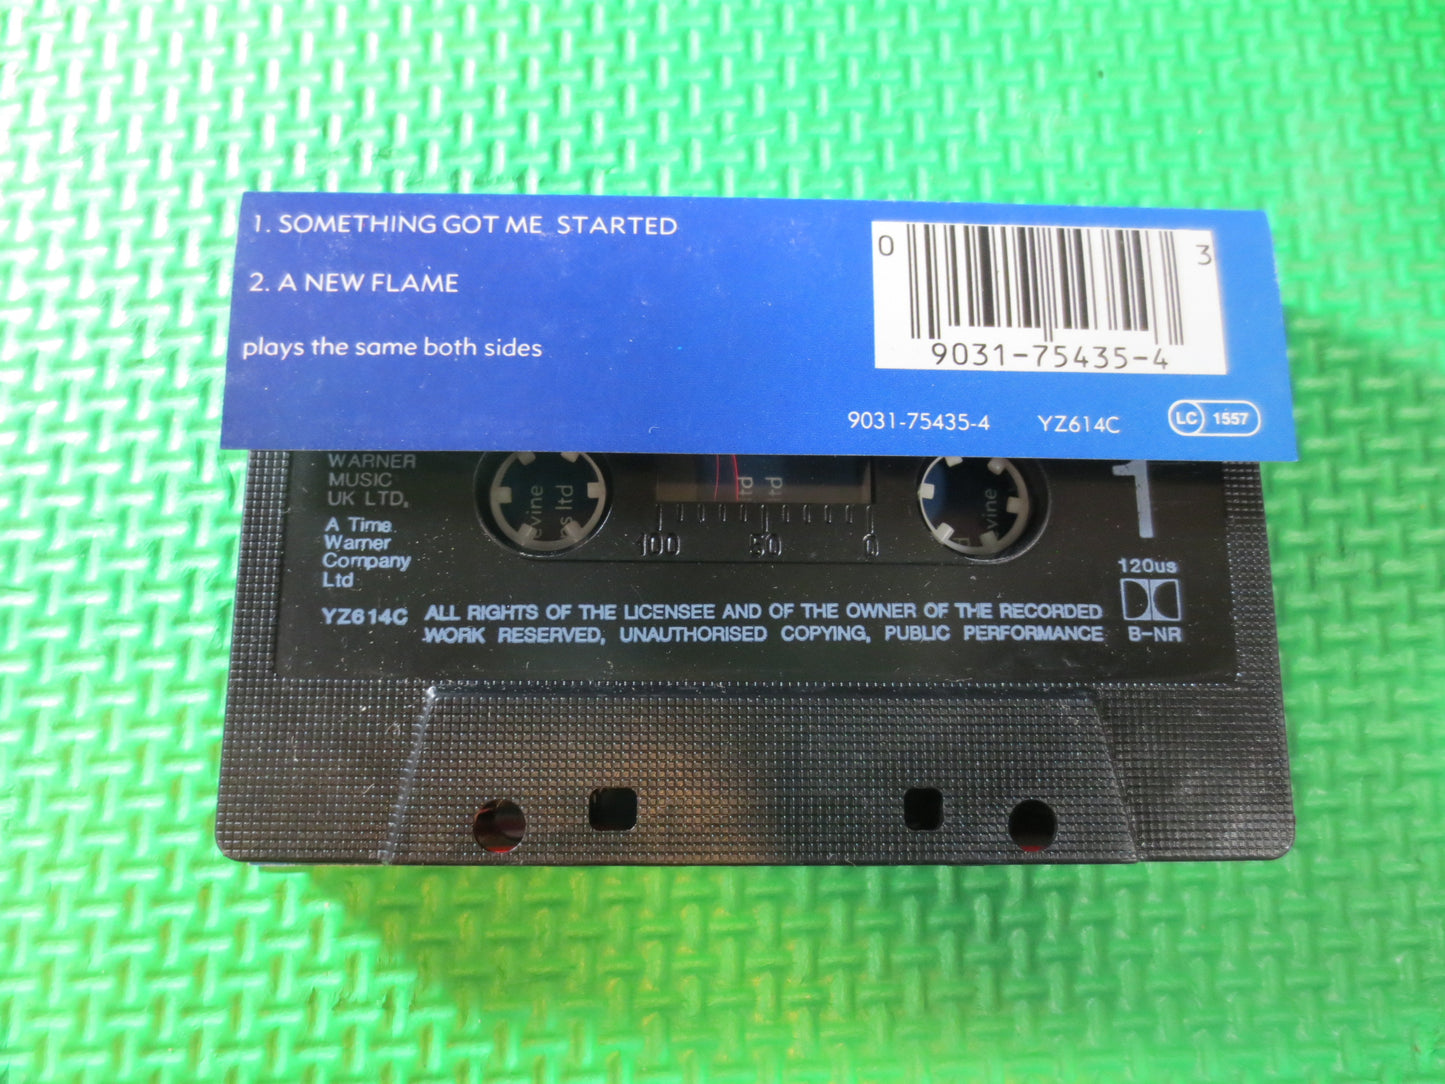 1. SOMETHING GOT ME STARTED
2. A NEW FLAME
plays the same both sides
0
3
9031-75435-4
9031-75435-4 YZ614C LC 1557
WARNER
MUSIC
UK LTD.
A Time
Warner
Company
Ltd
YZ614C
ltd
ltd
100 50 0
1
120us
B-NR
ALL RIGHTS OF THE LICENSEE AND OF THE OWNER OF THE RECORDED
WORK RESERVED, UNAUTHORISED COPYING, PUBLIC PERFORMANCE